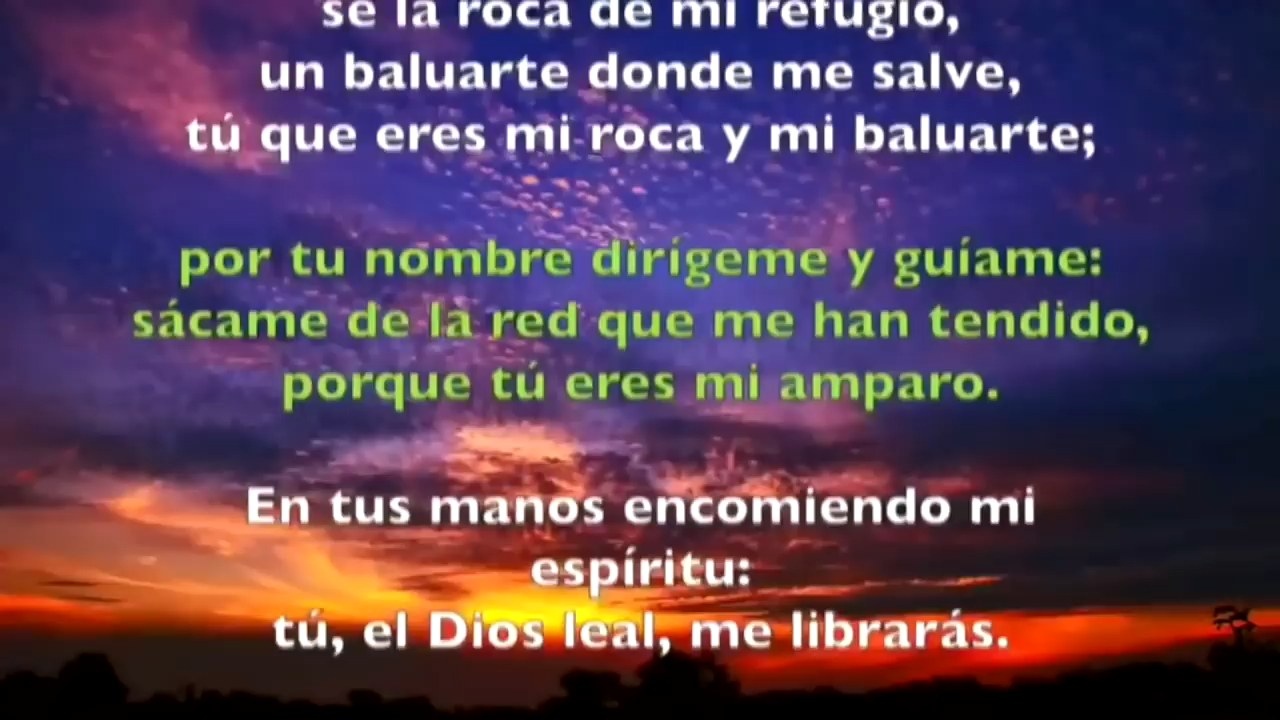 sé la roca de mi refugio,
un baluarte donde me salve,
tú que eres mi roca y mi baluarte;
por tu nombre dirígeme y guíame:
sácame de la red que me han tendido,
porque tú eres mi amparo.
En tus manos encomiendo mi
espíritu:
tú, el Dios leal, me librarás.